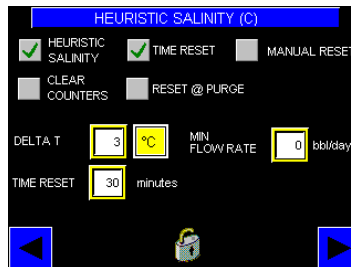 HEURISTIC SALINITY (C)
HEURISTIC
SALINITY
TIME RESET
MANUAL RESET
CLEAR
COUNTERS
RESET @ PURGE
DELTA T 3 °C
MIN
FLOW RATE 0 bbl/day
TIME RESET 30 minutes